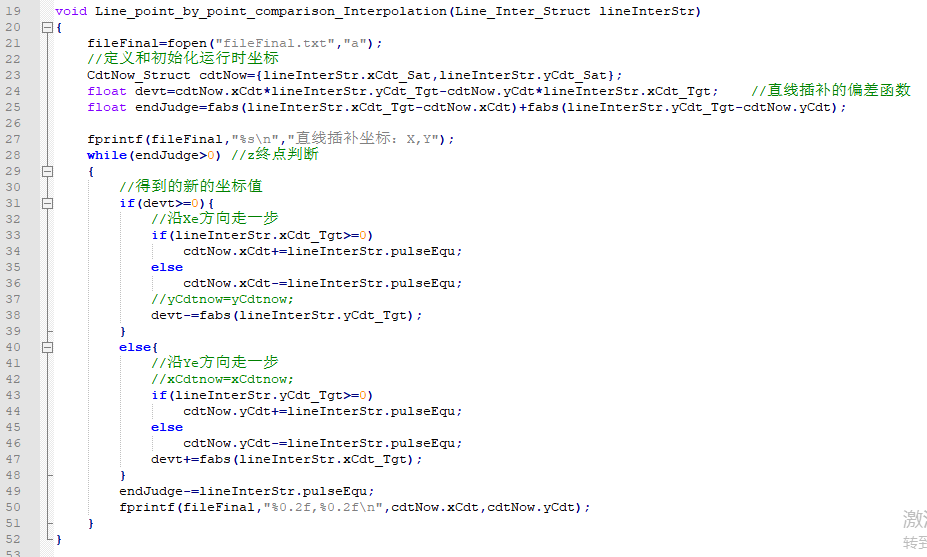 19 void Line_point_by_point_comparison_Interpolation(Line_Inter_Struct lineInterStr)
20 {
21 fileFinal=fopen("fileFinal.txt","a");
22 //定义和初始化运行时坐标
23 CdtNow_Struct cdtNow={lineInterStr.xCdt_Sat,lineInterStr.yCdt_Sat};
24 float devt=cdtNow.xCdt*lineInterStr.yCdt_Tgt-cdtNow.yCdt*lineInterStr.xCdt_Tgt; //直线插补的偏差函数
25 float endJudge=fabs(lineInterStr.xCdt_Tgt-cdtNow.xCdt)+fabs(lineInterStr.yCdt_Tgt-cdtNow.yCdt);
26
27 fprintf(fileFinal,"%s\n","直线插补坐标：X,Y");
28 while(endJudge>0) //z终点判断
29 {
30 //得到的新的坐标值
31 if(devt>=0){
32 //沿Xe方向走一步
33 if(lineInterStr.xCdt_Tgt>=0)
34 cdtNow.xCdt+=lineInterStr.pulseEqu;
35 else
36 cdtNow.xCdt-=lineInterStr.pulseEqu;
37 //yCdtnow=yCdtnow;
38 devt-=fabs(lineInterStr.yCdt_Tgt);
39 }
40 else{
41 //沿Ye方向走一步
42 //xCdtnow=xCdtnow;
43 if(lineInterStr.yCdt_Tgt>=0)
44 cdtNow.yCdt+=lineInterStr.pulseEqu;
45 else
46 cdtNow.yCdt-=lineInterStr.pulseEqu;
47 devt+=fabs(lineInterStr.xCdt_Tgt);
48 }
49 endJudge-=lineInterStr.pulseEqu;
50 fprintf(fileFinal,"%0.2f,%0.2f\n",cdtNow.xCdt,cdtNow.yCdt);
51 }
52 }
53
激
转到